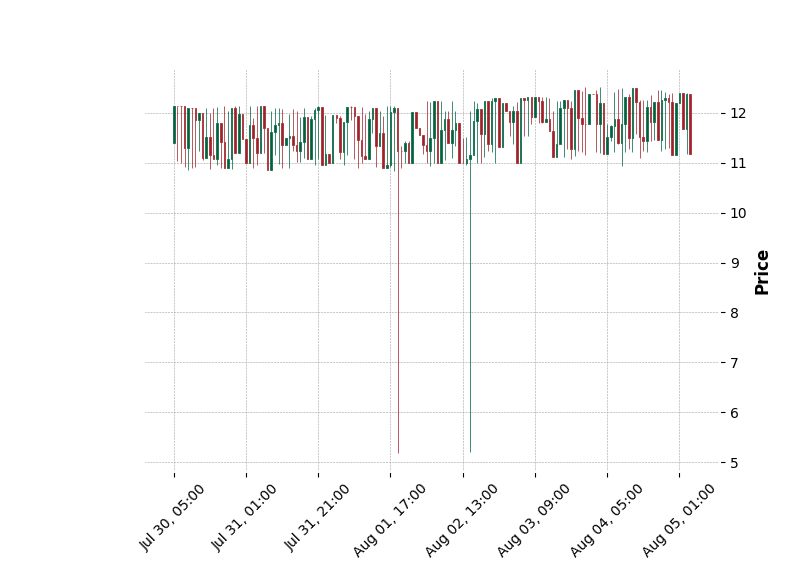 12
11
10
9
8
7
6
5
Price
Jul 30, 05:00
Jul 31, 01:00
Jul 31, 21:00
Aug 01, 17:00
Aug 02, 13:00
Aug 03, 09:00
Aug 04, 05:00
Aug 05, 01:00